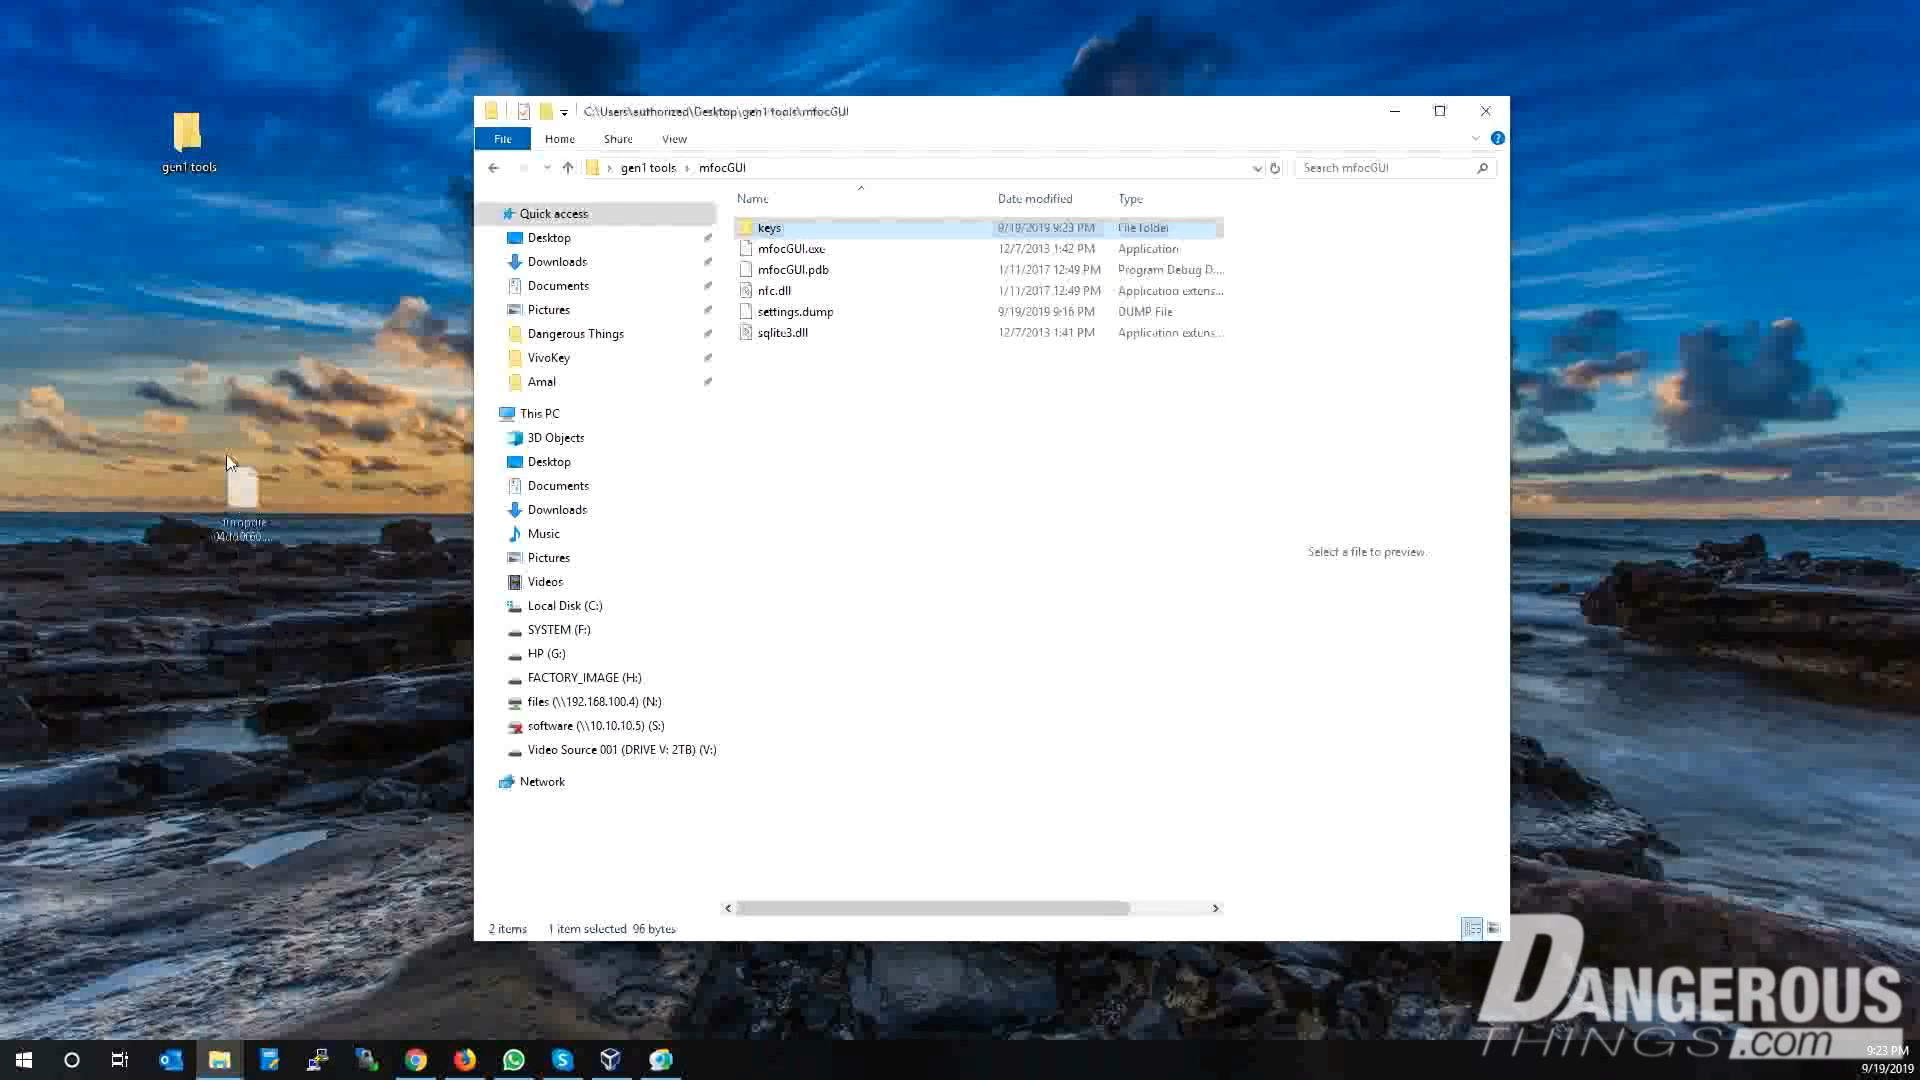 gen1 tools
C:\Users\authorized\Desktop\gen1 tools\mfocGUI
File Home Share View
gen1 tools › mfocGUI
Search mfocGUI
Name Date modified Type
Quick access
keys File folder
Desktop
mfocGUI.exe 12/7/2013 1:42 PM Application
Downloads
mfocGUI.pdb 1/11/2017 12:49 PM Program Debug D...
Documents
nfc.dll 1/11/2017 12:49 PM Application extens...
Pictures
settings.dump 9/19/2019 9:16 PM DUMP File
Dangerous Things
sqlite3.dll 12/7/2013 1:41 PM Application extens...
VivoKey
Amal
This PC
3D Objects
Desktop
Documents
Downloads
Music
Pictures
Select a file to preview.
Videos
Local Disk (C:)
SYSTEM (F:)
HP (G:)
FACTORY_IMAGE (H:)
files (\\192.168.100.4) (N:)
software (\\10.10.10.5) (S:)
Video Source 001 (DRIVE V: 2TB) (V:)
Network
2 items 1 item selected 96 bytes
DANGEROUS
THINGS.com
9:23 PM
9/19/2019